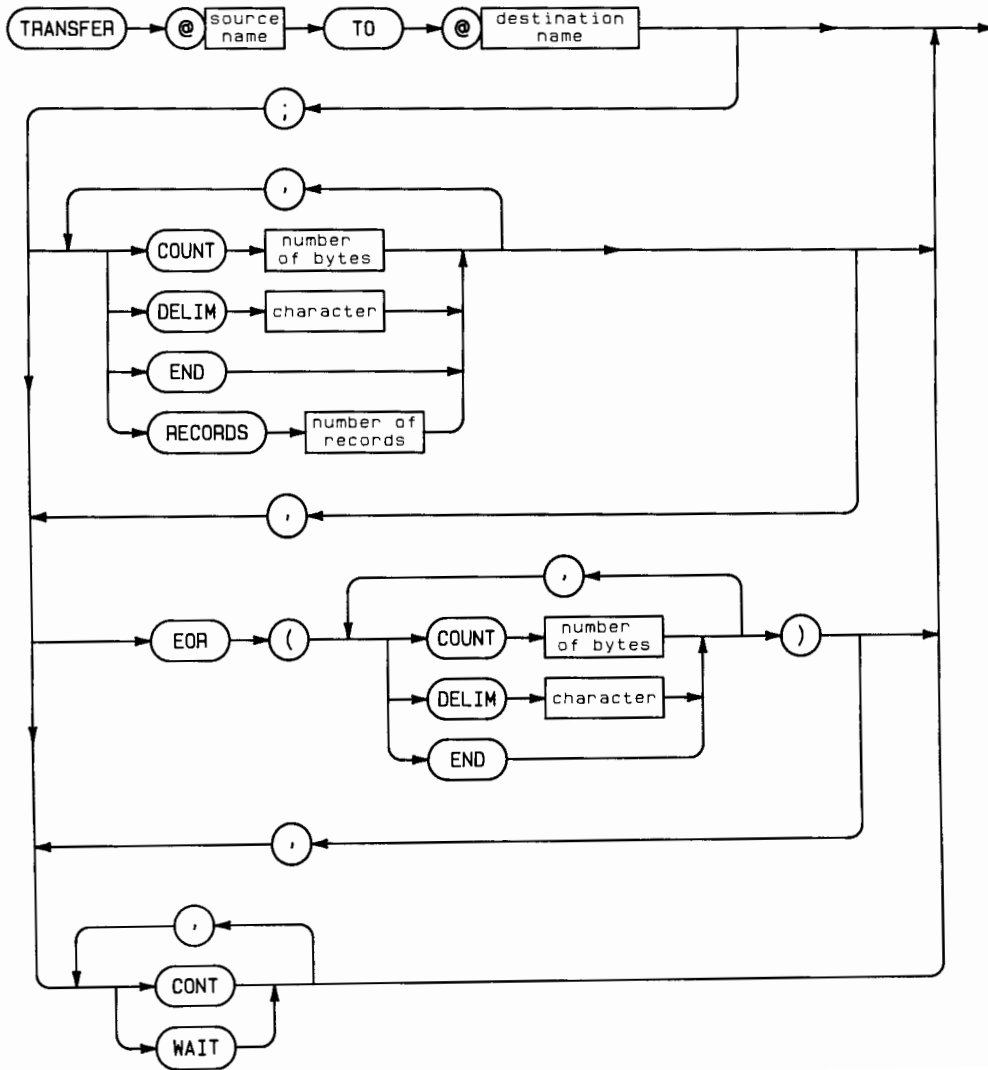 TRANSFER @ source name TO @ destination name
;
,
COUNT number of bytes
DELIM character
END
RECORDS number of records
,
,
EOR ( COUNT number of bytes )
DELIM character
END
,
,
CONT
WAIT